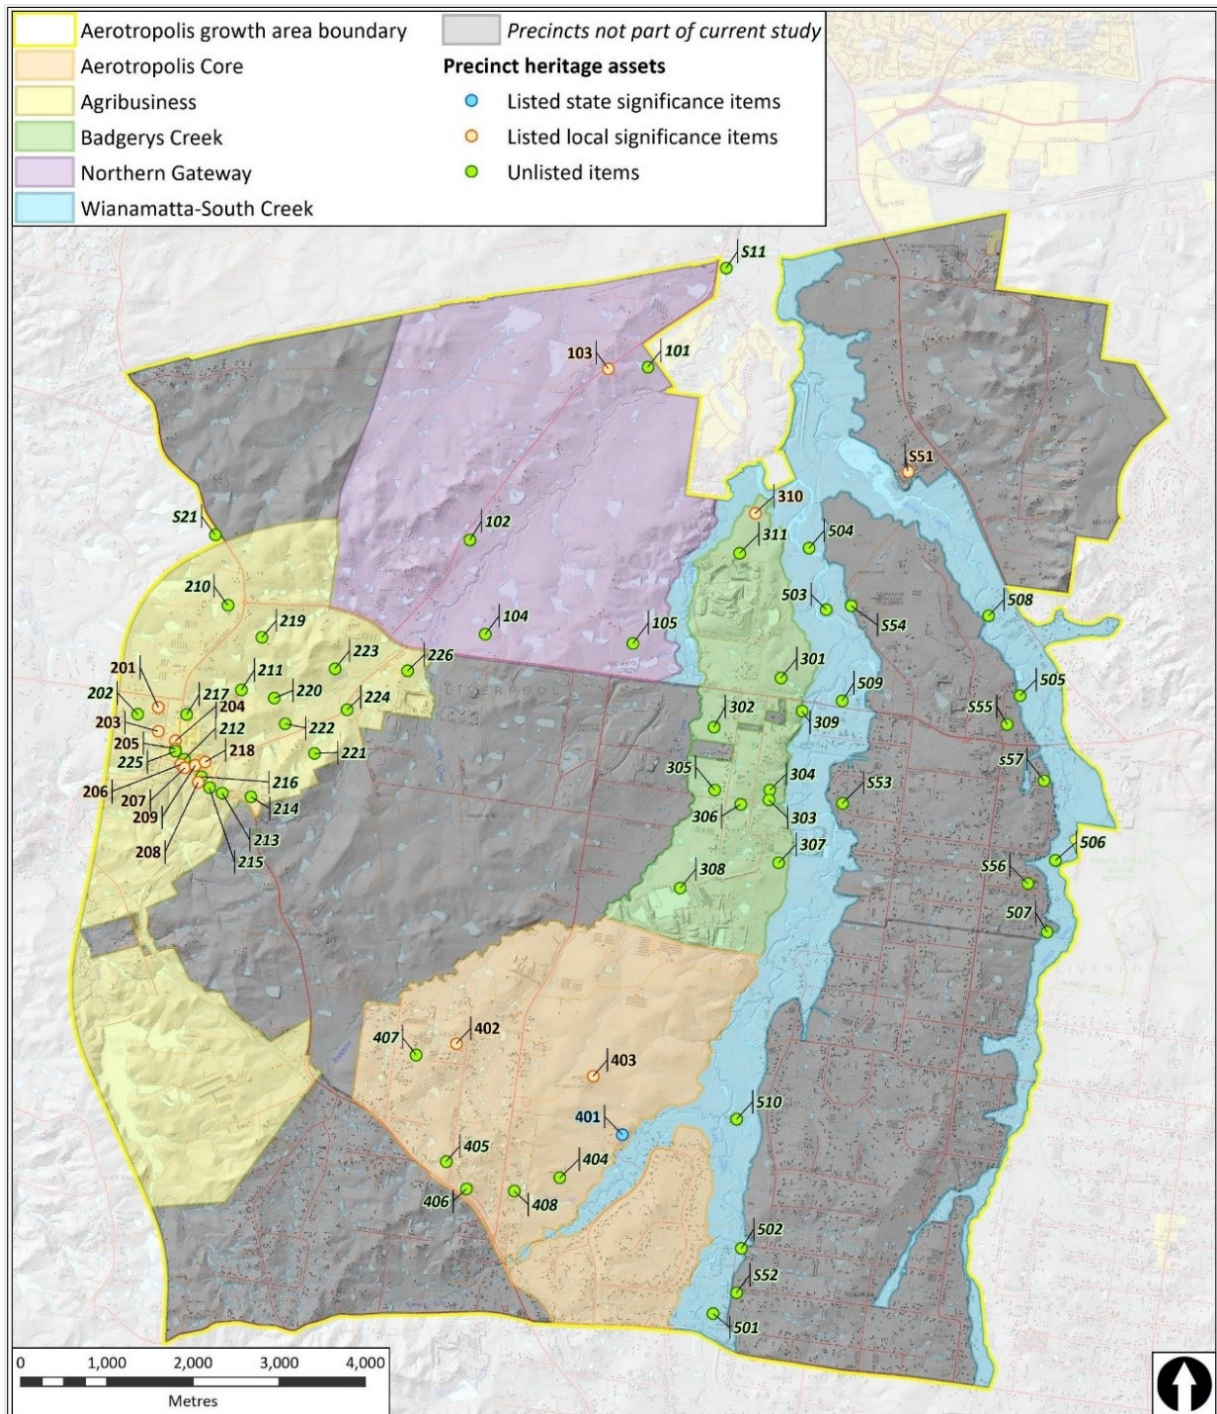 Aerotropolis growth area boundary
Aerotropolis Core
Agribusiness
Badgerys Creek
Northern Gateway
Wianamatta-South Creek
Precincts not part of current study
Precinct heritage assets
Listed state significance items
Listed local significance items
Unlisted items
PENRITH
S11
103
101
S51
310
S21
102
311
504
210
503
S54
508
104
105
219
201
211
223
226
301
505
202
217
220
224
LIVERPOOL
509
S55
203
204
302
309
205
212
222
225
218
221
s57
206
216
305
304
S53
207
214
306
303
209
213
307
506
208
215
308
S56
507
LIVERPOOL
407
402
403
401
510
405
404
406
408
502
S52
501
0 1,000 2,000 3,000 4,000
Metres